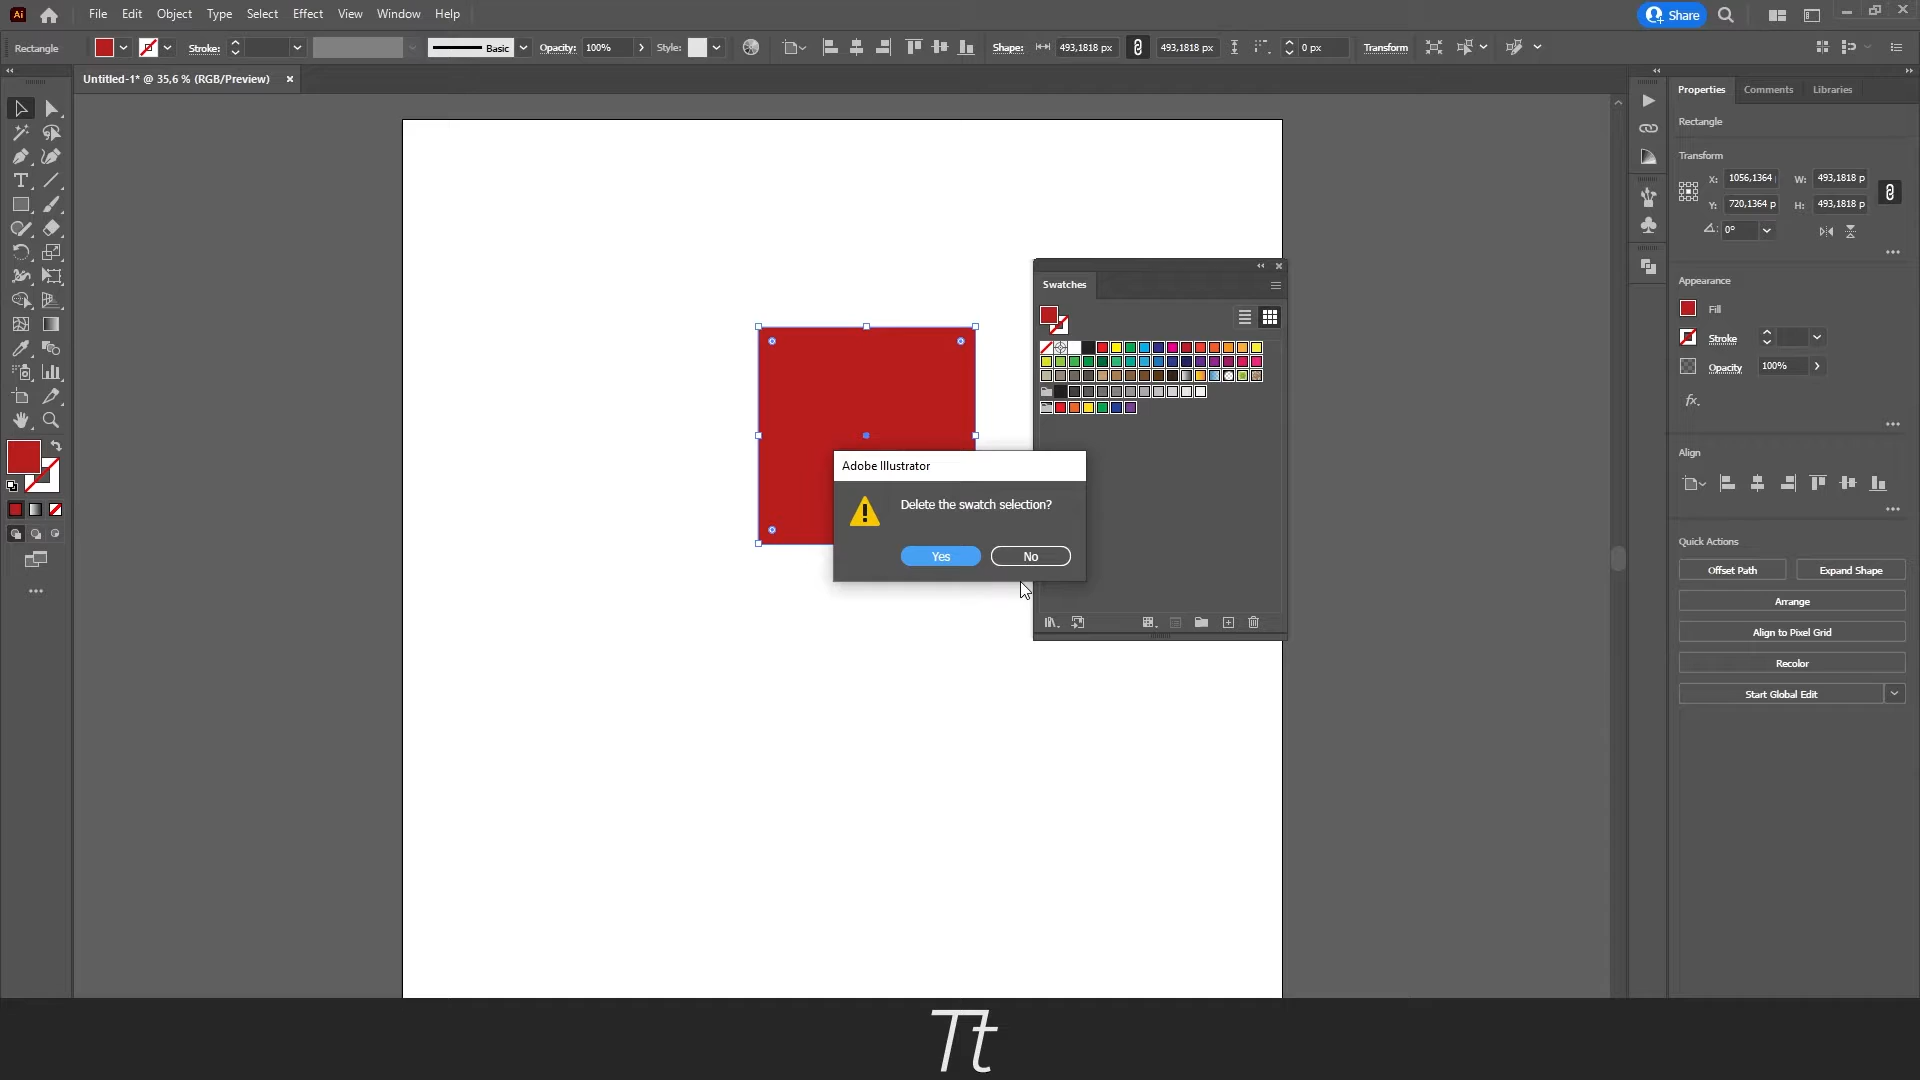 Ai File Edit Object Type Select Effect View Window Help Share
Rectangle Stroke: Basic Opacity: 100% Style: Shape: 493,1818 px 493,1818 px 0 px Transform
Untitled-1* @ 35,6 % (RGB/Preview)
Properties Comments Libraries
Rectangle
Transform
X: 1056,1364 W: 493,1818 p
Y: 720,1364 p H: 493,1818 p
0°
Appearance
Fill
Stroke
Opacity 100%
fx.
Align
Quick Actions
Offset Path Expand Shape
Arrange
Align to Pixel Grid
Recolor
Start Global Edit
Swatches
Adobe Illustrator
Delete the swatch selection?
Yes No
Tt